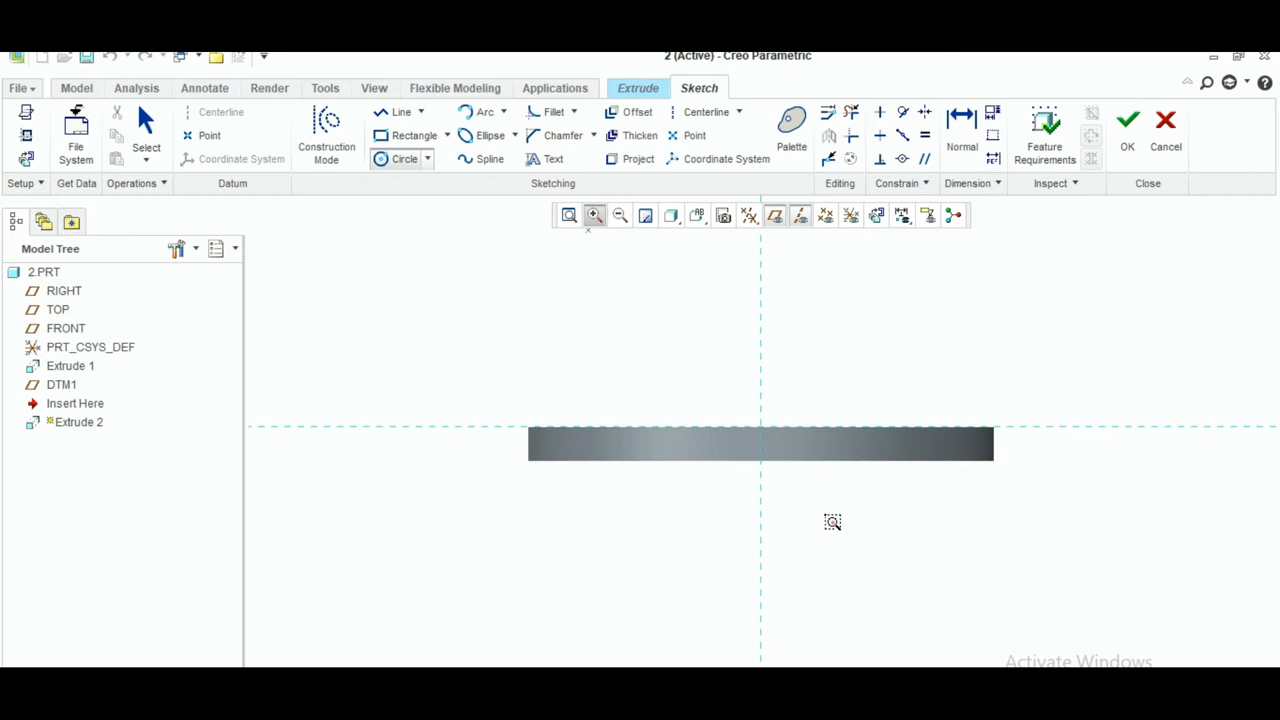 2 (Active) - Creo Parametric
File Model Analysis Annotate Render Tools View Flexible Modeling Applications Extrude Sketch
Centerline Line Arc Fillet Offset Centerline
Point Rectangle Ellipse Chamfer Thicken Point
Coordinate System Circle Spline Text Project Coordinate System
File System
Select
Construction Mode
Palette
Normal
Feature Requirements
OK
Cancel
Setup Get Data Operations Datum Sketching Editing Constrain Dimension Inspect Close
Model Tree
2.PRT
RIGHT
TOP
FRONT
PRT_CSYS_DEF
Extrude 1
DTM1
Insert Here
Extrude 2
Activate Windows